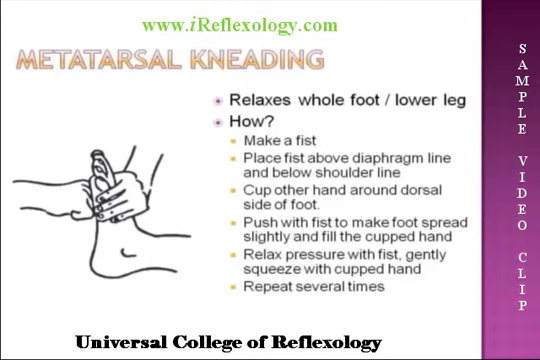 www.iReflexology.com
METATARSAL KNEADING
Relaxes whole foot / lower leg
How?
Make a fist
Place fist above diaphragm line
and below shoulder line
Cup other hand around dorsal
side of foot.
Push with fist to make foot spread
slightly and fill the cupped hand
Relax pressure with fist, gently
squeeze with cupped hand
Repeat several times
Universal College of Reflexology
SAMPLE VIDEO CLIP